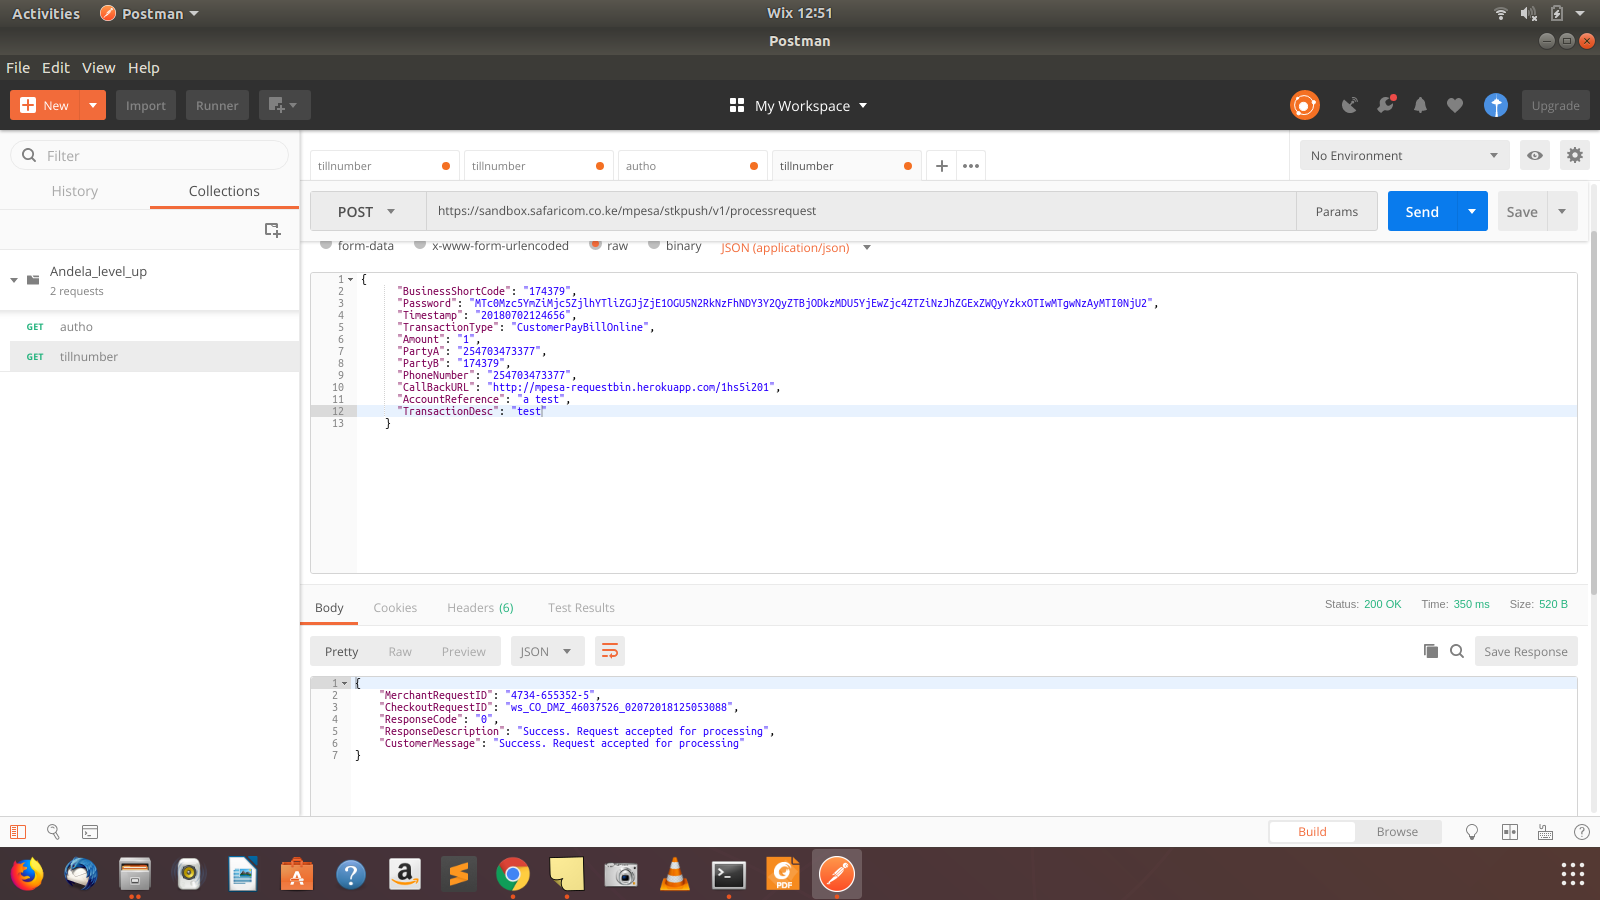 Activities Postman Wix 12:51
Postman
File Edit View Help
New Import Runner My Workspace Upgrade
Filter
History Collections
Andela_level_up
2 requests
GET autho
GET tillnumber
tillnumber tillnumber autho tillnumber No Environment
POST https://sandbox.safaricom.co.ke/mpesa/stkpush/v1/processrequest Params Send Save
form-data x-www-form-urlencoded raw binary JSON (application/json)
1 {
2 "BusinessShortCode": "174379",
3 "Password": "MTc0Mzc5YmZiMjc5ZjlhYTliZGJjZjE1OGU5N2RkNzFhNDY3Y2QyZTBjODkzMDU5YjEwZjc4ZTZiNzJhZGExZWQyYzkxOTIwMTgwNzAyMTI0NjU2",
4 "Timestamp": "20180702124656",
5 "TransactionType": "CustomerPayBillOnline",
6 "Amount": "1",
7 "PartyA": "254703473377",
8 "PartyB": "174379",
9 "PhoneNumber": "254703473377",
10 "CallBackURL": "http://mpesa-requestbin.herokuapp.com/1hs5i201",
11 "AccountReference": "a test",
12 "TransactionDesc": "test"
13 }
Body Cookies Headers (6) Test Results Status: 200 OK Time: 350 ms Size: 520 B
Pretty Raw Preview JSON Save Response
1 {
2 "MerchantRequestID": "4734-655352-5",
3 "CheckoutRequestID": "ws_CO_DMZ_46037526_02072018125053088",
4 "ResponseCode": "0",
5 "ResponseDescription": "Success. Request accepted for processing",
6 "CustomerMessage": "Success. Request accepted for processing"
7 }
Build Browse
PDF